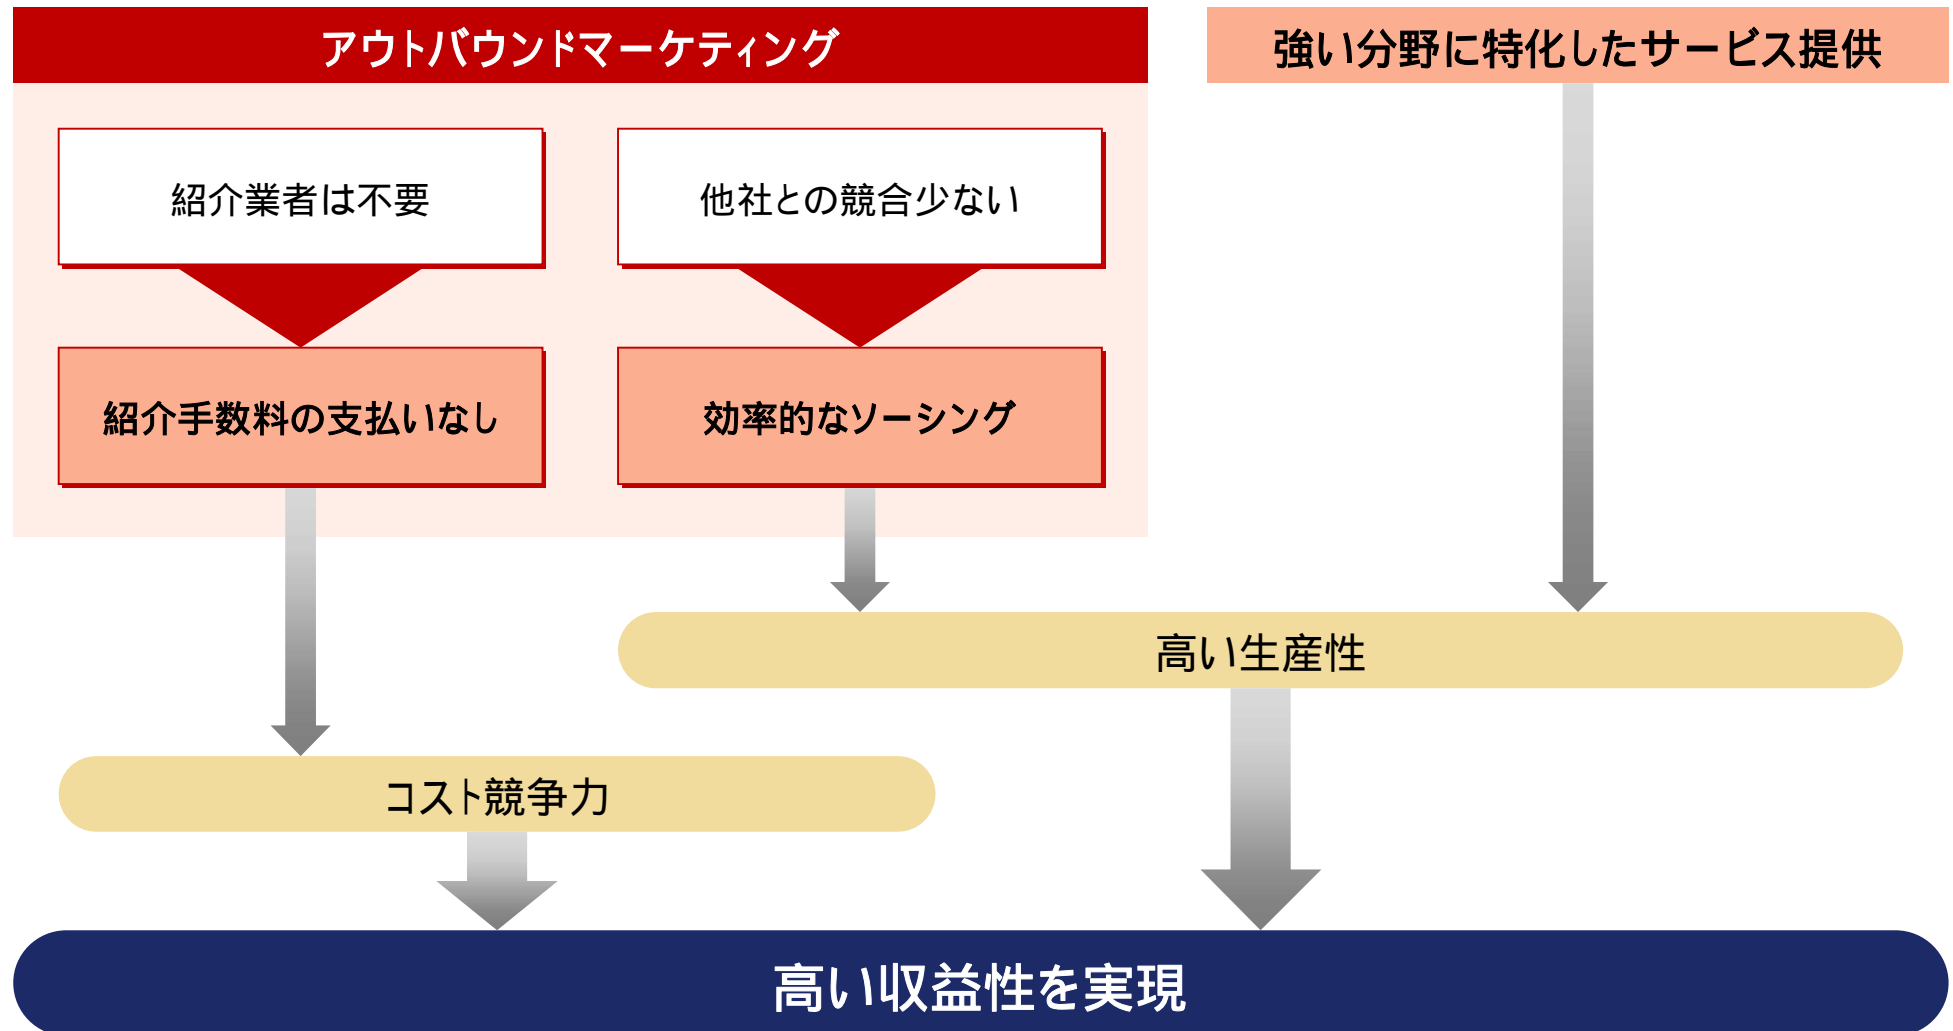 アウトバウンドマーケティング
強い分野に特化したサービス提供
紹介業者は不要
他社との競合少ない
紹介手数料の支払いなし
効率的なソーシング
高い生産性
コスト競争力
高い収益性を実現